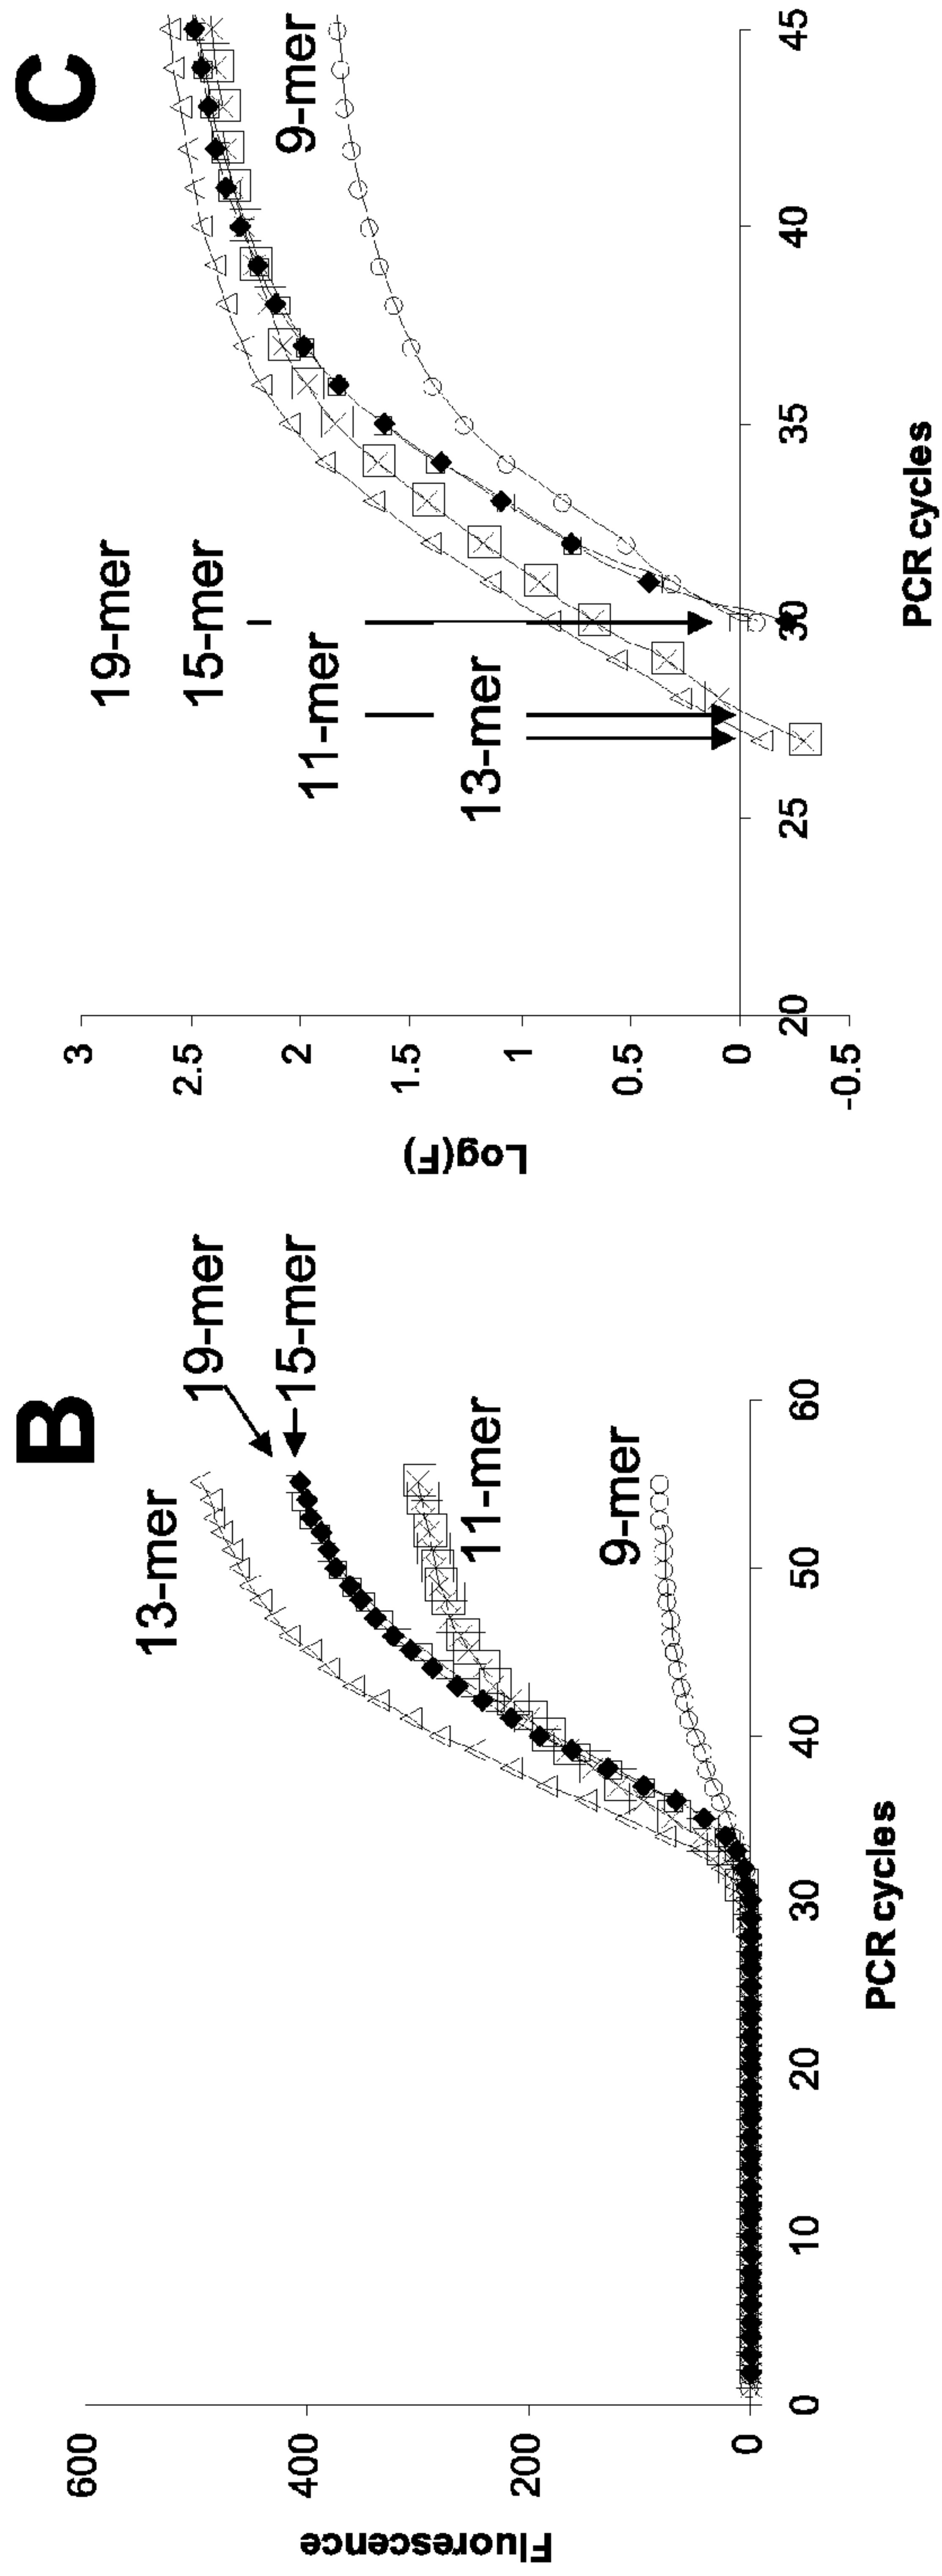 B
600
400
200
0
Fluorescence
0
10
20
30
40
50
60
PCR cycles
13-mer
19-mer
15-mer
11-mer
9-mer
C
3
2.5
2
1.5
1
0.5
0
-0.5
Log(F)
20
25
30
35
40
45
PCR cycles
19-mer
15-mer
11-mer
13-mer
9-mer